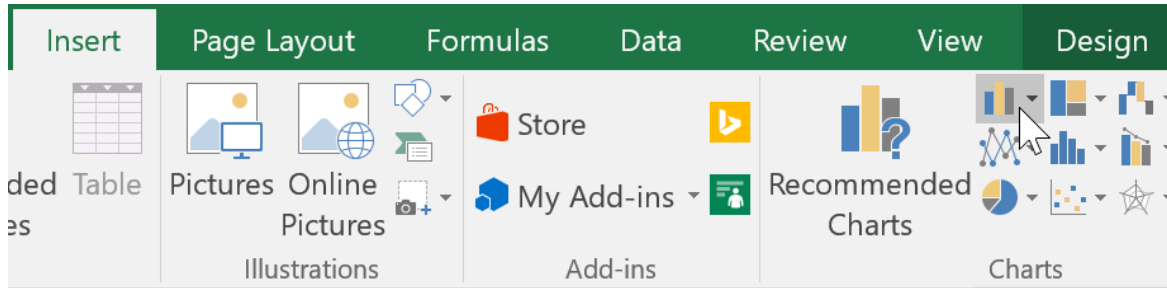 Insert Page Layout Formulas Data Review View Design
Store
ded Table Pictures Online Pictures
es
My Add-ins
Recommended Charts
Illustrations Add-ins Charts